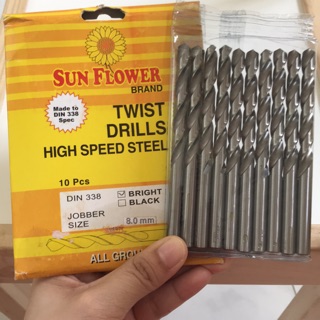 SUN FLOWER
BRAND
Made to
DIN 338
Spec
TWIST
DRILLS
HIGH SPEED STEEL
10 Pcs
DIN 338
BRIGHT
BLACK
JOBBER
SIZE
8.0 mm
ALL GROU